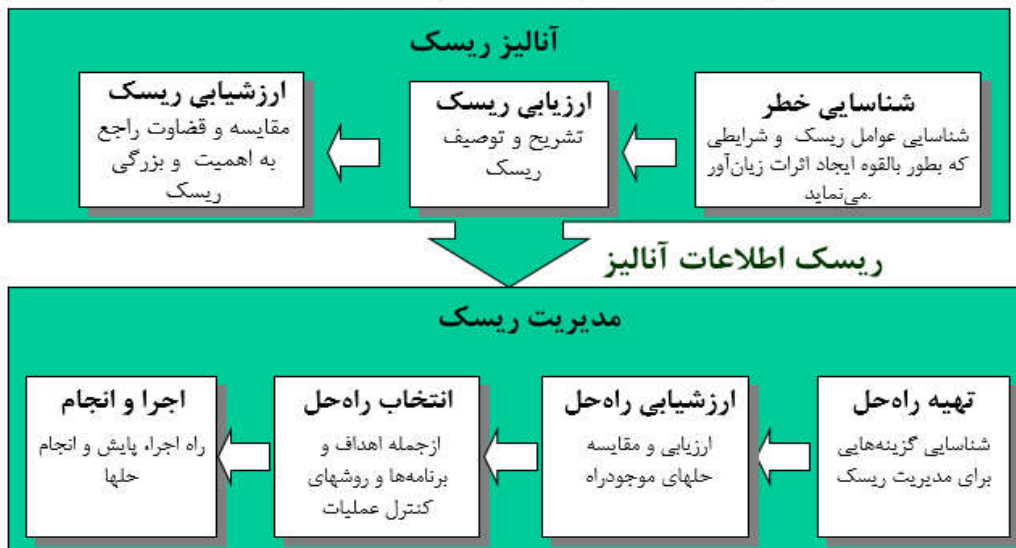 آنالیز ریسک
شناسایی خطر
شناسایی عوامل ریسک و شرایطی
که بطور بالقوه ایجاد اثرات زیان‌آور
می‌نماید.
ارزیابی ریسک
تشریح و توصیف
ریسک
ارزشیابی ریسک
مقایسه و قضاوت راجع
به اهمیت و بزرگی
ریسک
ریسک اطلاعات آنالیز
مدیریت ریسک
تهیه راه‌حل
شناسایی گزینه‌هایی
برای مدیریت ریسک
ارزشیابی راه‌حل
ارزیابی و مقایسه
حلهای موجودراه
انتخاب راه‌حل
ازجمله اهداف و
برنامه‌ها و روشهای
کنترل عملیات
اجرا و انجام
راه اجرا، پایش و انجام
حلها